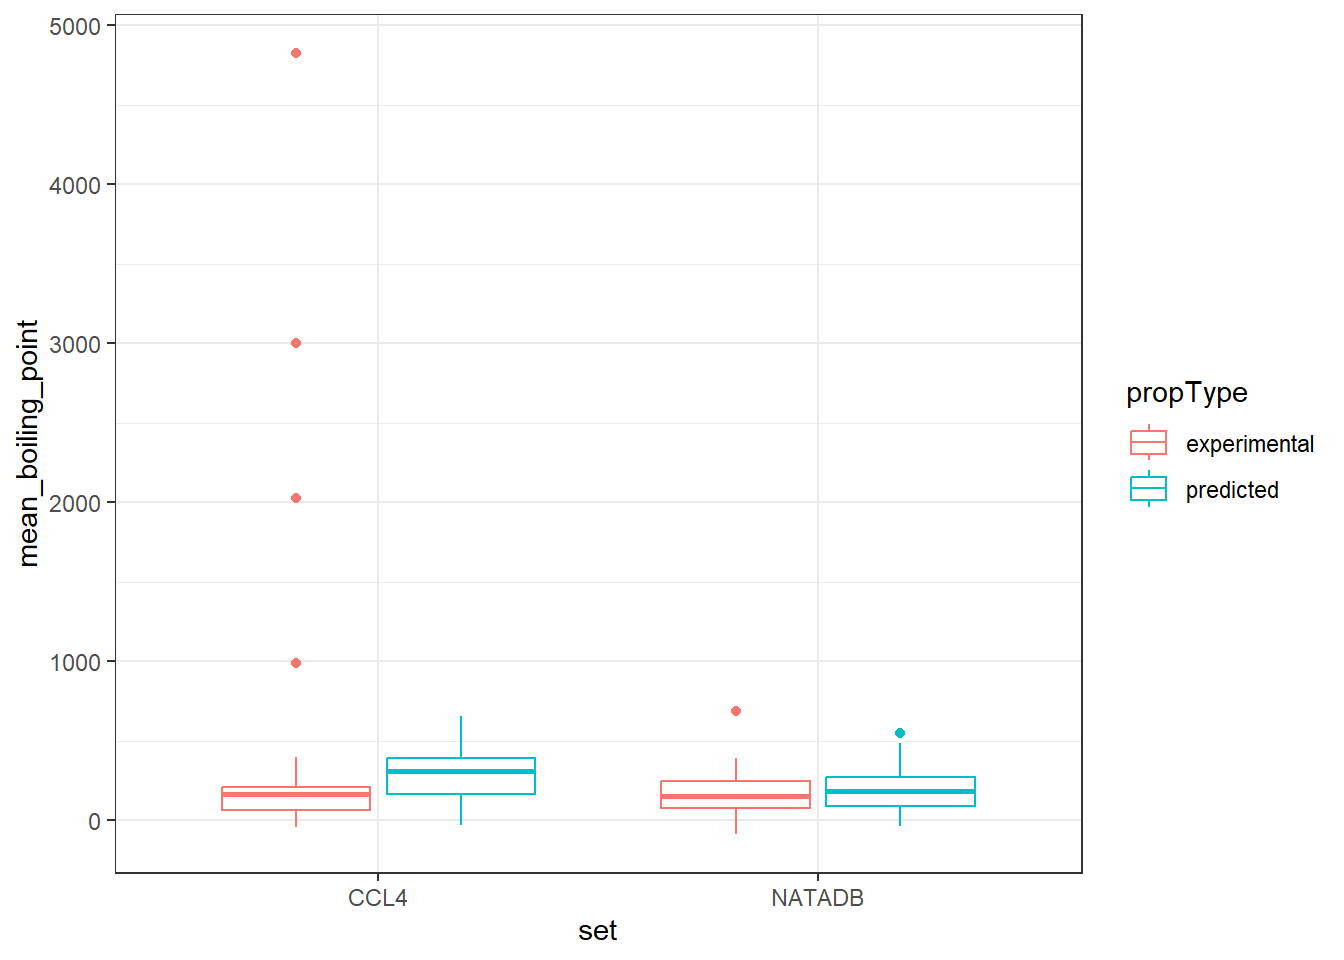 5000
4000
3000
2000
1000
0
mean_boiling_point
CCL4
NATADB
set
propType
experimental
predicted